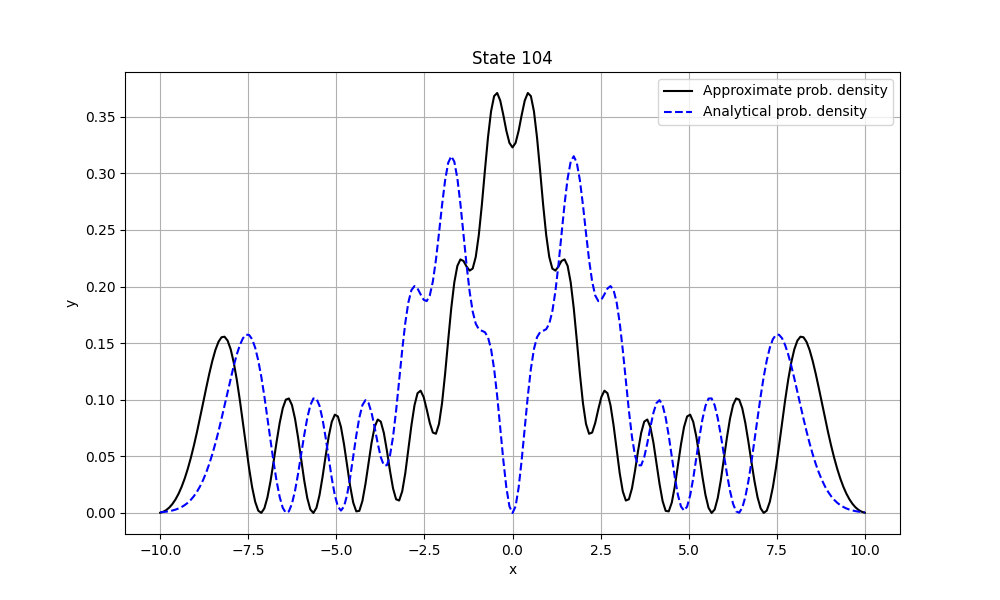 State 104
Approximate prob. density
Analytical prob. density
0.35
0.30
0.25
0.20
0.15
0.10
0.05
0.00
y
−10.0 −7.5 −5.0 −2.5 0.0 2.5 5.0 7.5 10.0
x